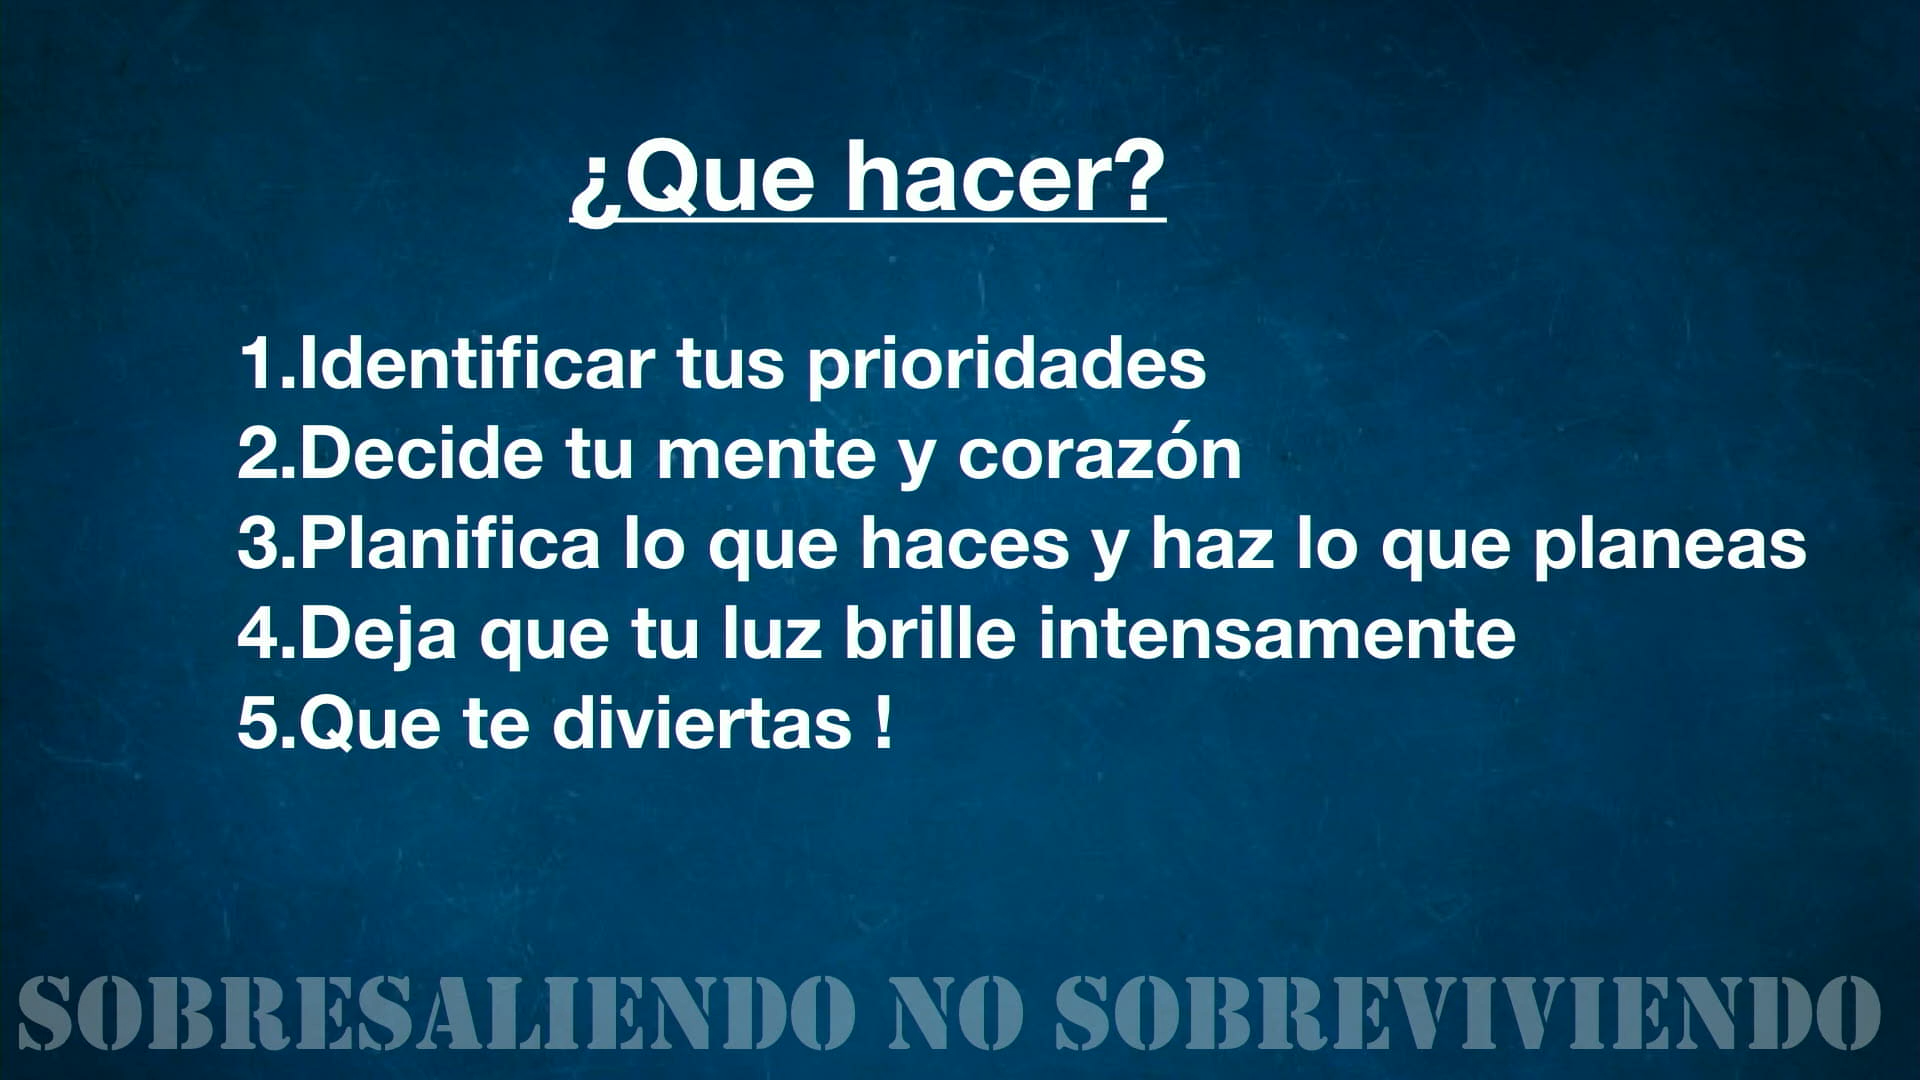 ¿Que hacer?
1.Identificar tus prioridades
2.Decide tu mente y corazón
3.Planifica lo que haces y haz lo que planeas
4.Deja que tu luz brille intensamente
5.Que te diviertas !
SOBRESALIENDO NO SOBREVIVIENDO